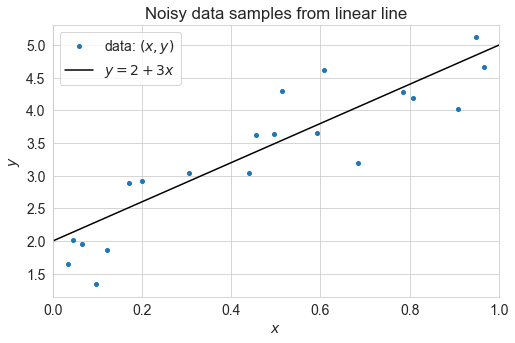 Noisy data samples from linear line
data: (x, y)
y = 2 + 3x
5.0
4.5
4.0
3.5
3.0
2.5
2.0
1.5
y
0.0 0.2 0.4 0.6 0.8 1.0
x